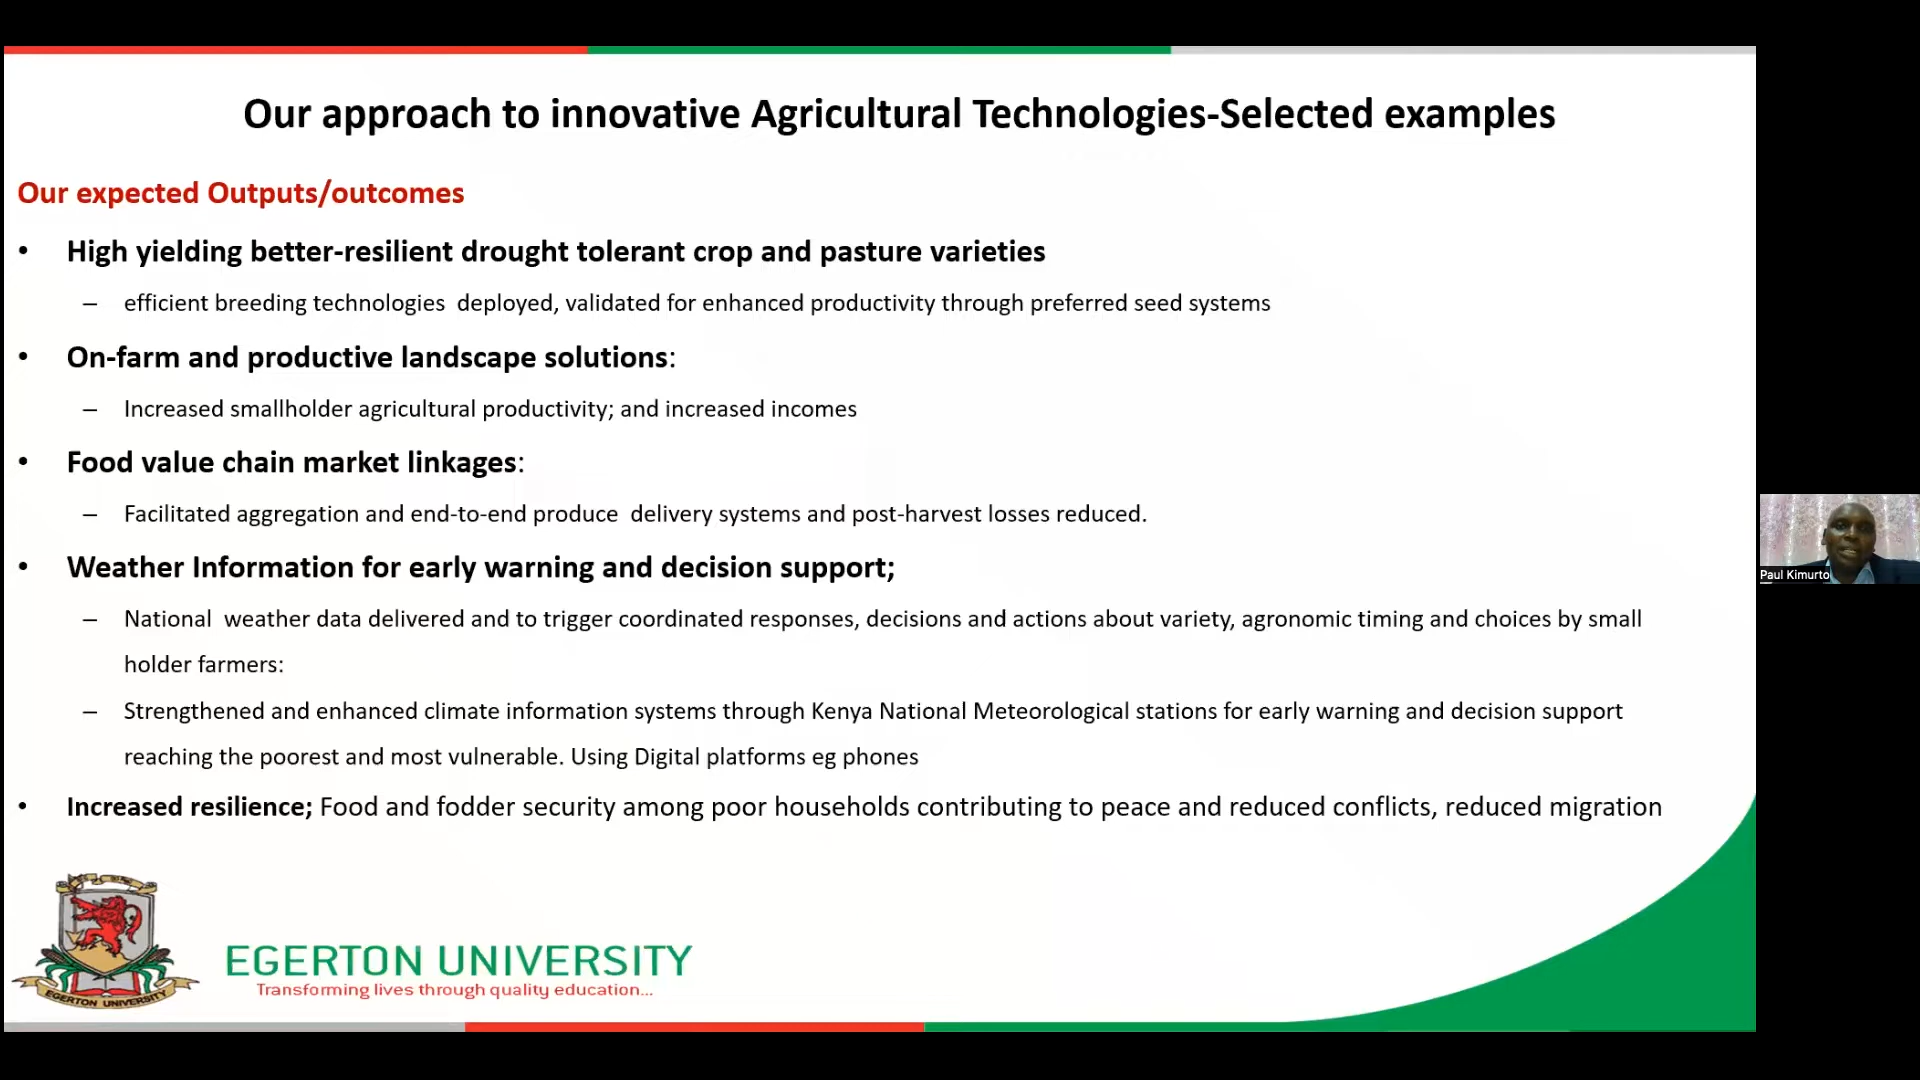 Our approach to innovative Agricultural Technologies-Selected examples
Our expected Outputs/outcomes
• High yielding better-resilient drought tolerant crop and pasture varieties
– efficient breeding technologies deployed, validated for enhanced productivity through preferred seed systems
• On-farm and productive landscape solutions:
– Increased smallholder agricultural productivity; and increased incomes
• Food value chain market linkages:
– Facilitated aggregation and end-to-end produce delivery systems and post-harvest losses reduced.
• Weather Information for early warning and decision support;
– National weather data delivered and to trigger coordinated responses, decisions and actions about variety, agronomic timing and choices by small
holder farmers:
– Strengthened and enhanced climate information systems through Kenya National Meteorological stations for early warning and decision support
reaching the poorest and most vulnerable. Using Digital platforms eg phones
• Increased resilience; Food and fodder security among poor households contributing to peace and reduced conflicts, reduced migration
EGERTON UNIVERSITY
EGERTON UNIVERSITY
Transforming lives through quality education...
Paul Kimurto